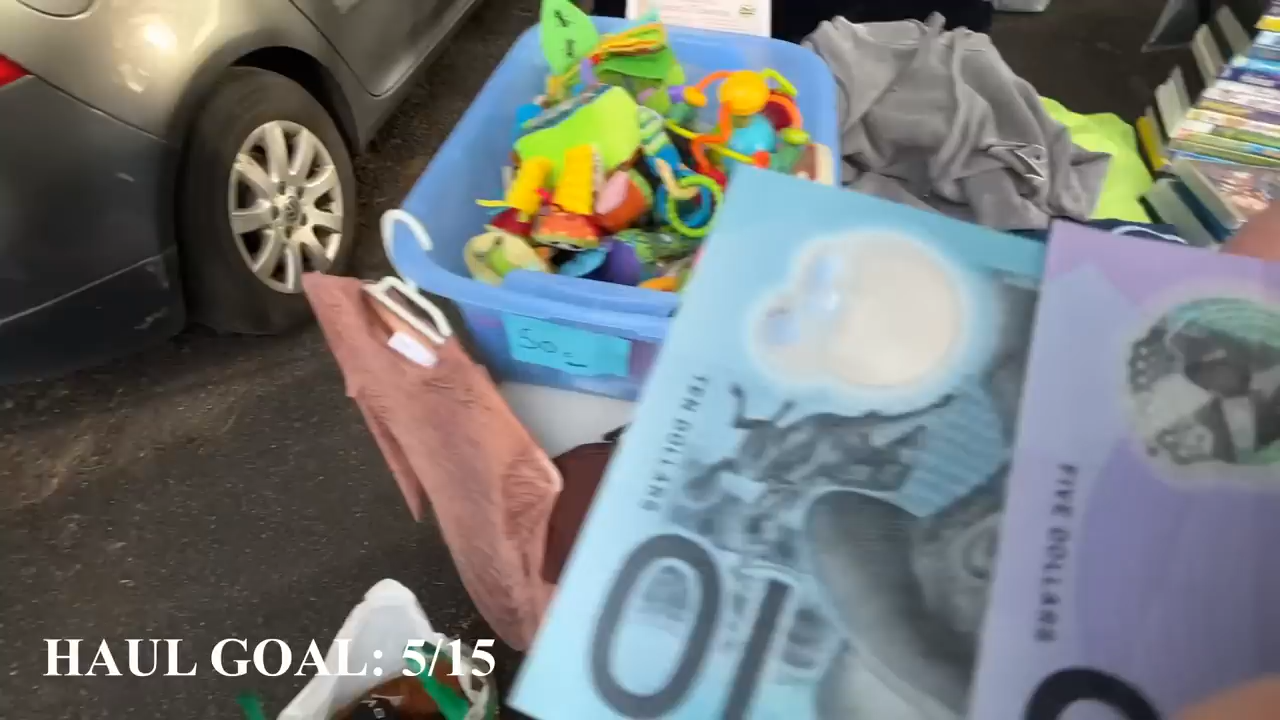 50c
TEN DOLLARS
10
FIVE DOLLARS
HAUL GOAL: 5/15